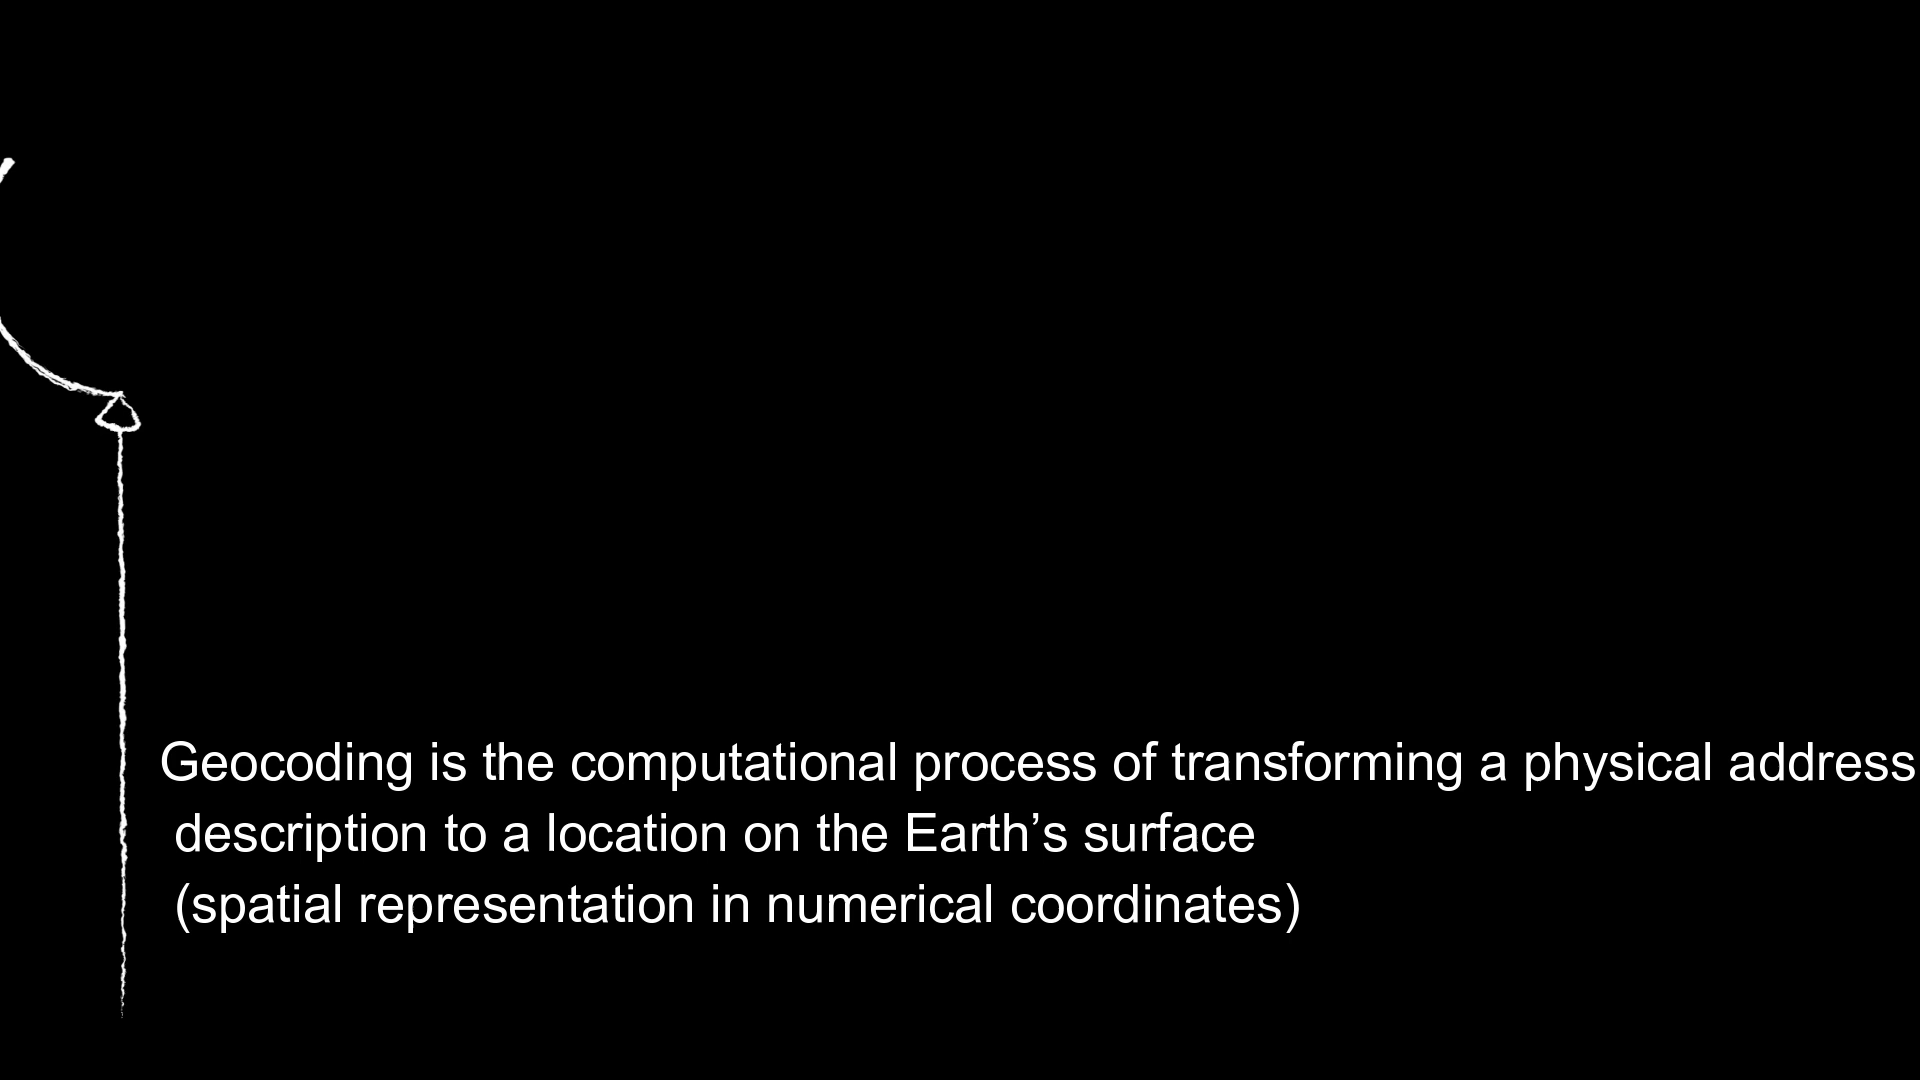 Geocoding is the computational process of transforming a physical address
description to a location on the Earth’s surface
(spatial representation in numerical coordinates)